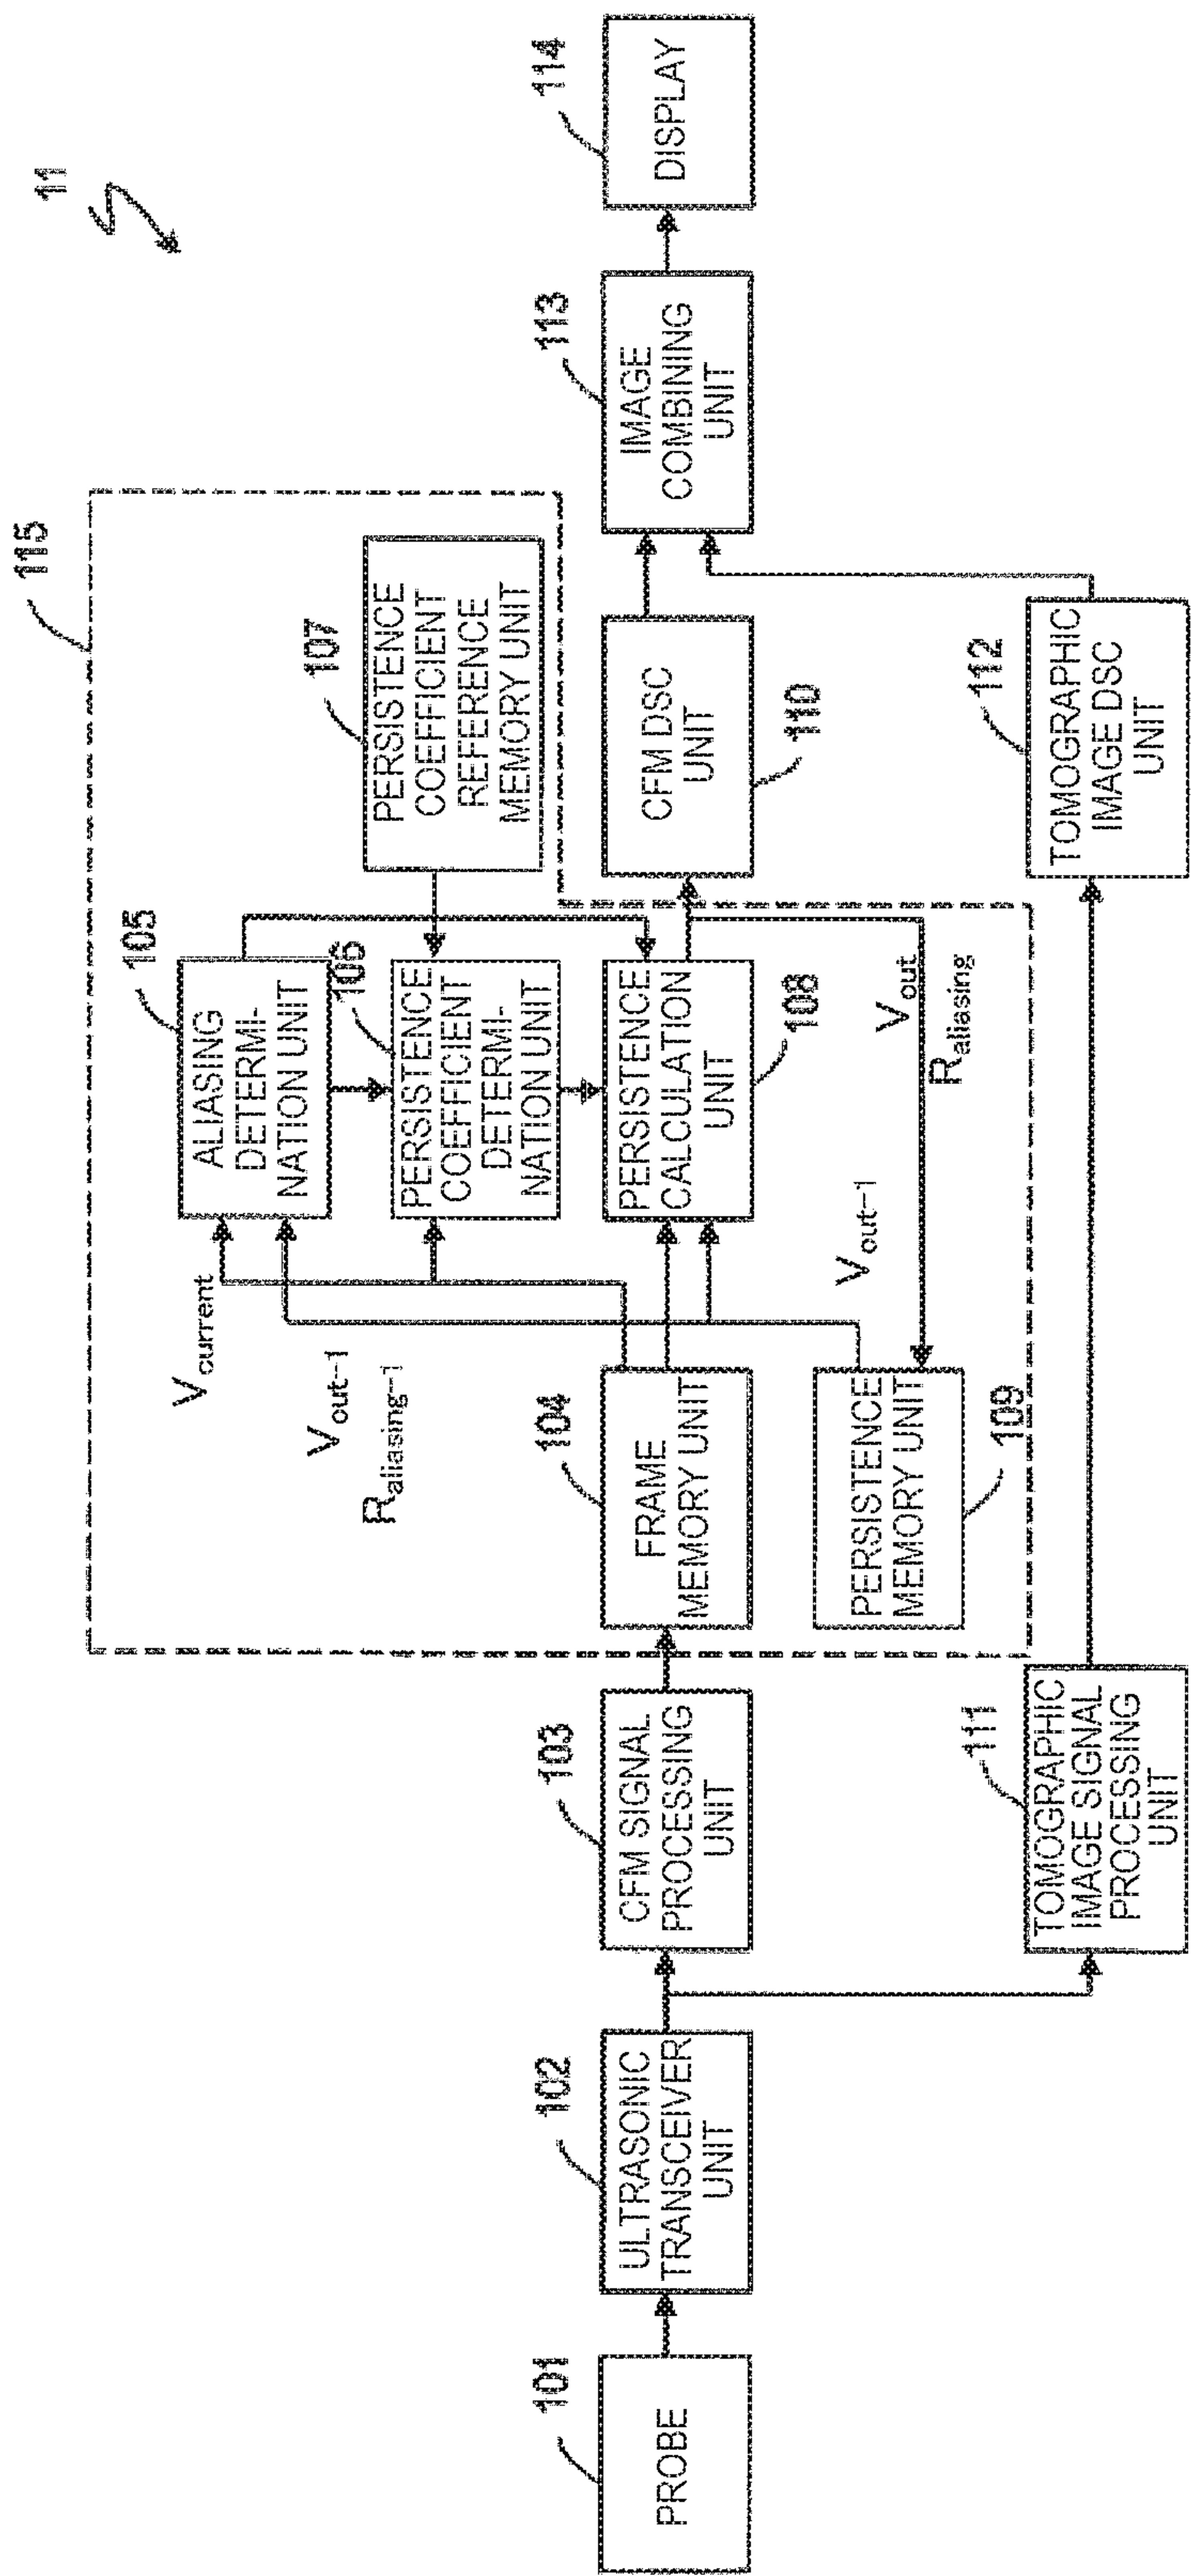 11
115
101
PROBE
102
ULTRASONIC
TRANSCEIVER
UNIT
103
CFM SIGNAL
PROCESSING
UNIT
104
FRAME
MEMORY UNIT
Vcurrent
Vout-1
Raliasing-1
105
ALIASING
DETERMI-
NATION UNIT
106
PERSISTENCE
COEFFICIENT
DETERMI-
NATION UNIT
107
PERSISTENCE
COEFFICIENT
REFERENCE
MEMORY UNIT
PERSISTENCE
CALCULATION
UNIT
108
Vout-1
Vout
Raliasing
PERSISTENCE
MEMORY UNIT
109
CFM DSC
UNIT
110
111
TOMOGRAPHIC
IMAGE SIGNAL
PROCESSING
UNIT
112
TOMOGRAPHIC
IMAGE DSC
UNIT
113
IMAGE
COMBINING
UNIT
114
DISPLAY